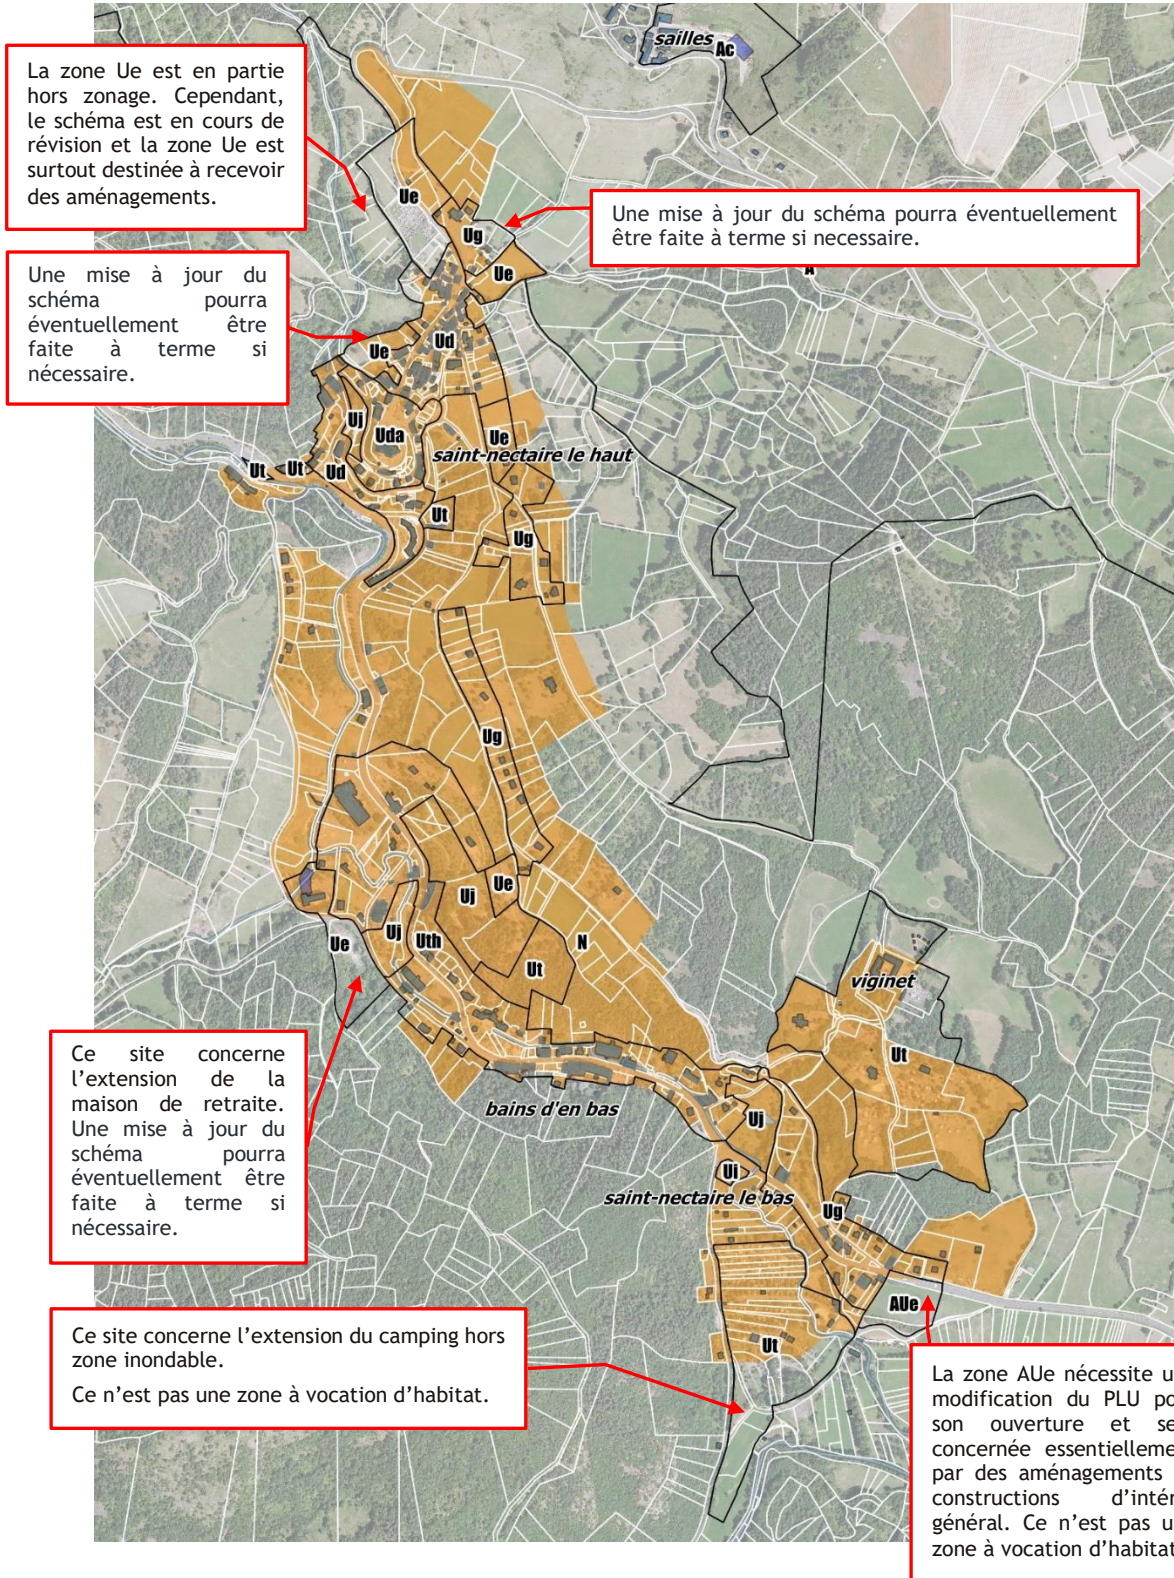 sailles
Ac
La zone Ue est en partie
hors zonage. Cependant,
le schéma est en cours de
révision et la zone Ue est
surtout destinée à recevoir
des aménagements.
Ue
Une mise à jour du schéma pourra éventuellement
être faite à terme si necessaire.
Ug
Ue
A
Une mise à jour du
schéma pourra
éventuellement être
faite à terme si
nécessaire.
Ue
Ud
Uj
Uda
Ue
saint-nectaire le haut
Ut
Ut
Ud
Ut
Ug
Ug
Uj
Ue
Ue
Uj
Uth
N
Ut
viginet
Ut
Ce site concerne
l’extension de la
maison de retraite.
Une mise à jour du
schéma pourra
éventuellement être
faite à terme si
nécessaire.
bains d'en bas
Uj
Ui
saint-nectaire le bas
Ug
AUe
Ut
Ce site concerne l’extension du camping hors
zone inondable.
Ce n’est pas une zone à vocation d’habitat.
La zone AUe nécessite u
modification du PLU po
son ouverture et se
concernée essentielleme
par des aménagements
constructions d’intér
général. Ce n’est pas u
zone à vocation d’habitat